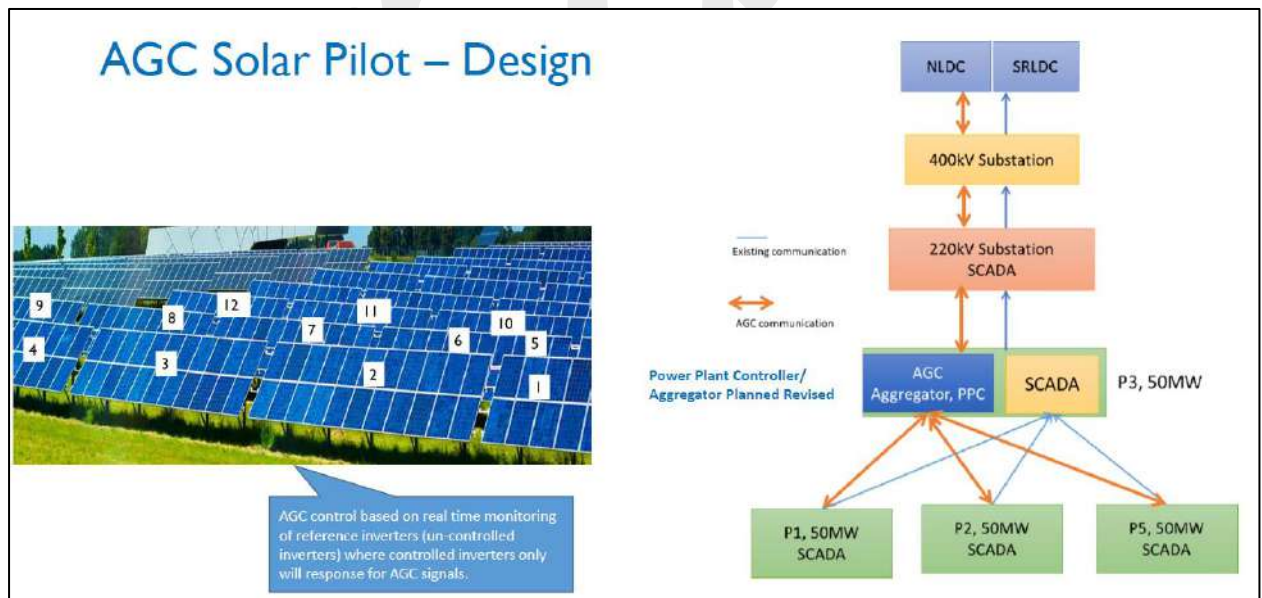 AGC Solar Pilot – Design
NLDC
SRLDC
400kV Substation
220kV Substation
SCADA
Existing communication
AGC communication
Power Plant Controller/
Aggregator Planned Revised
AGC
Aggregator, PPC
SCADA
P3, 50MW
P1, 50MW
SCADA
P2, 50MW
SCADA
P5, 50MW
SCADA
9
8
12
11
10
4
3
7
6
5
2
1
AGC control based on real time monitoring
of reference inverters (un-controlled
inverters) where controlled inverters only
will response for AGC signals.